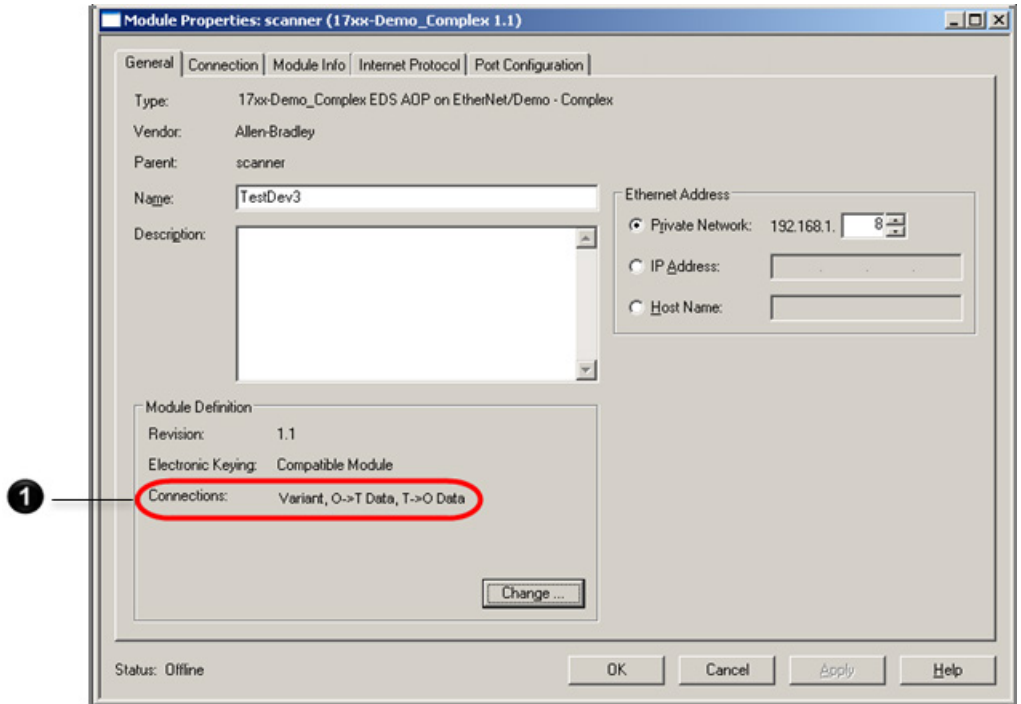 Module Properties: scanner (17xx-Demo_Complex 1.1)
General Connection Module Info Internet Protocol Port Configuration
Type: 17xx-Demo_Complex EDS AOP on EtherNet/Demo - Complex
Vendor: Allen-Bradley
Parent: scanner
Name: TestDev3
Description:
Ethernet Address
Private Network: 192.168.1. 8
IP Address: . . .
Host Name:
Module Definition
Revision: 1.1
Electronic Keying: Compatible Module
1
Connections: Variant, O->T Data, T->O Data
Change ...
Status: Offline
OK Cancel Apply Help